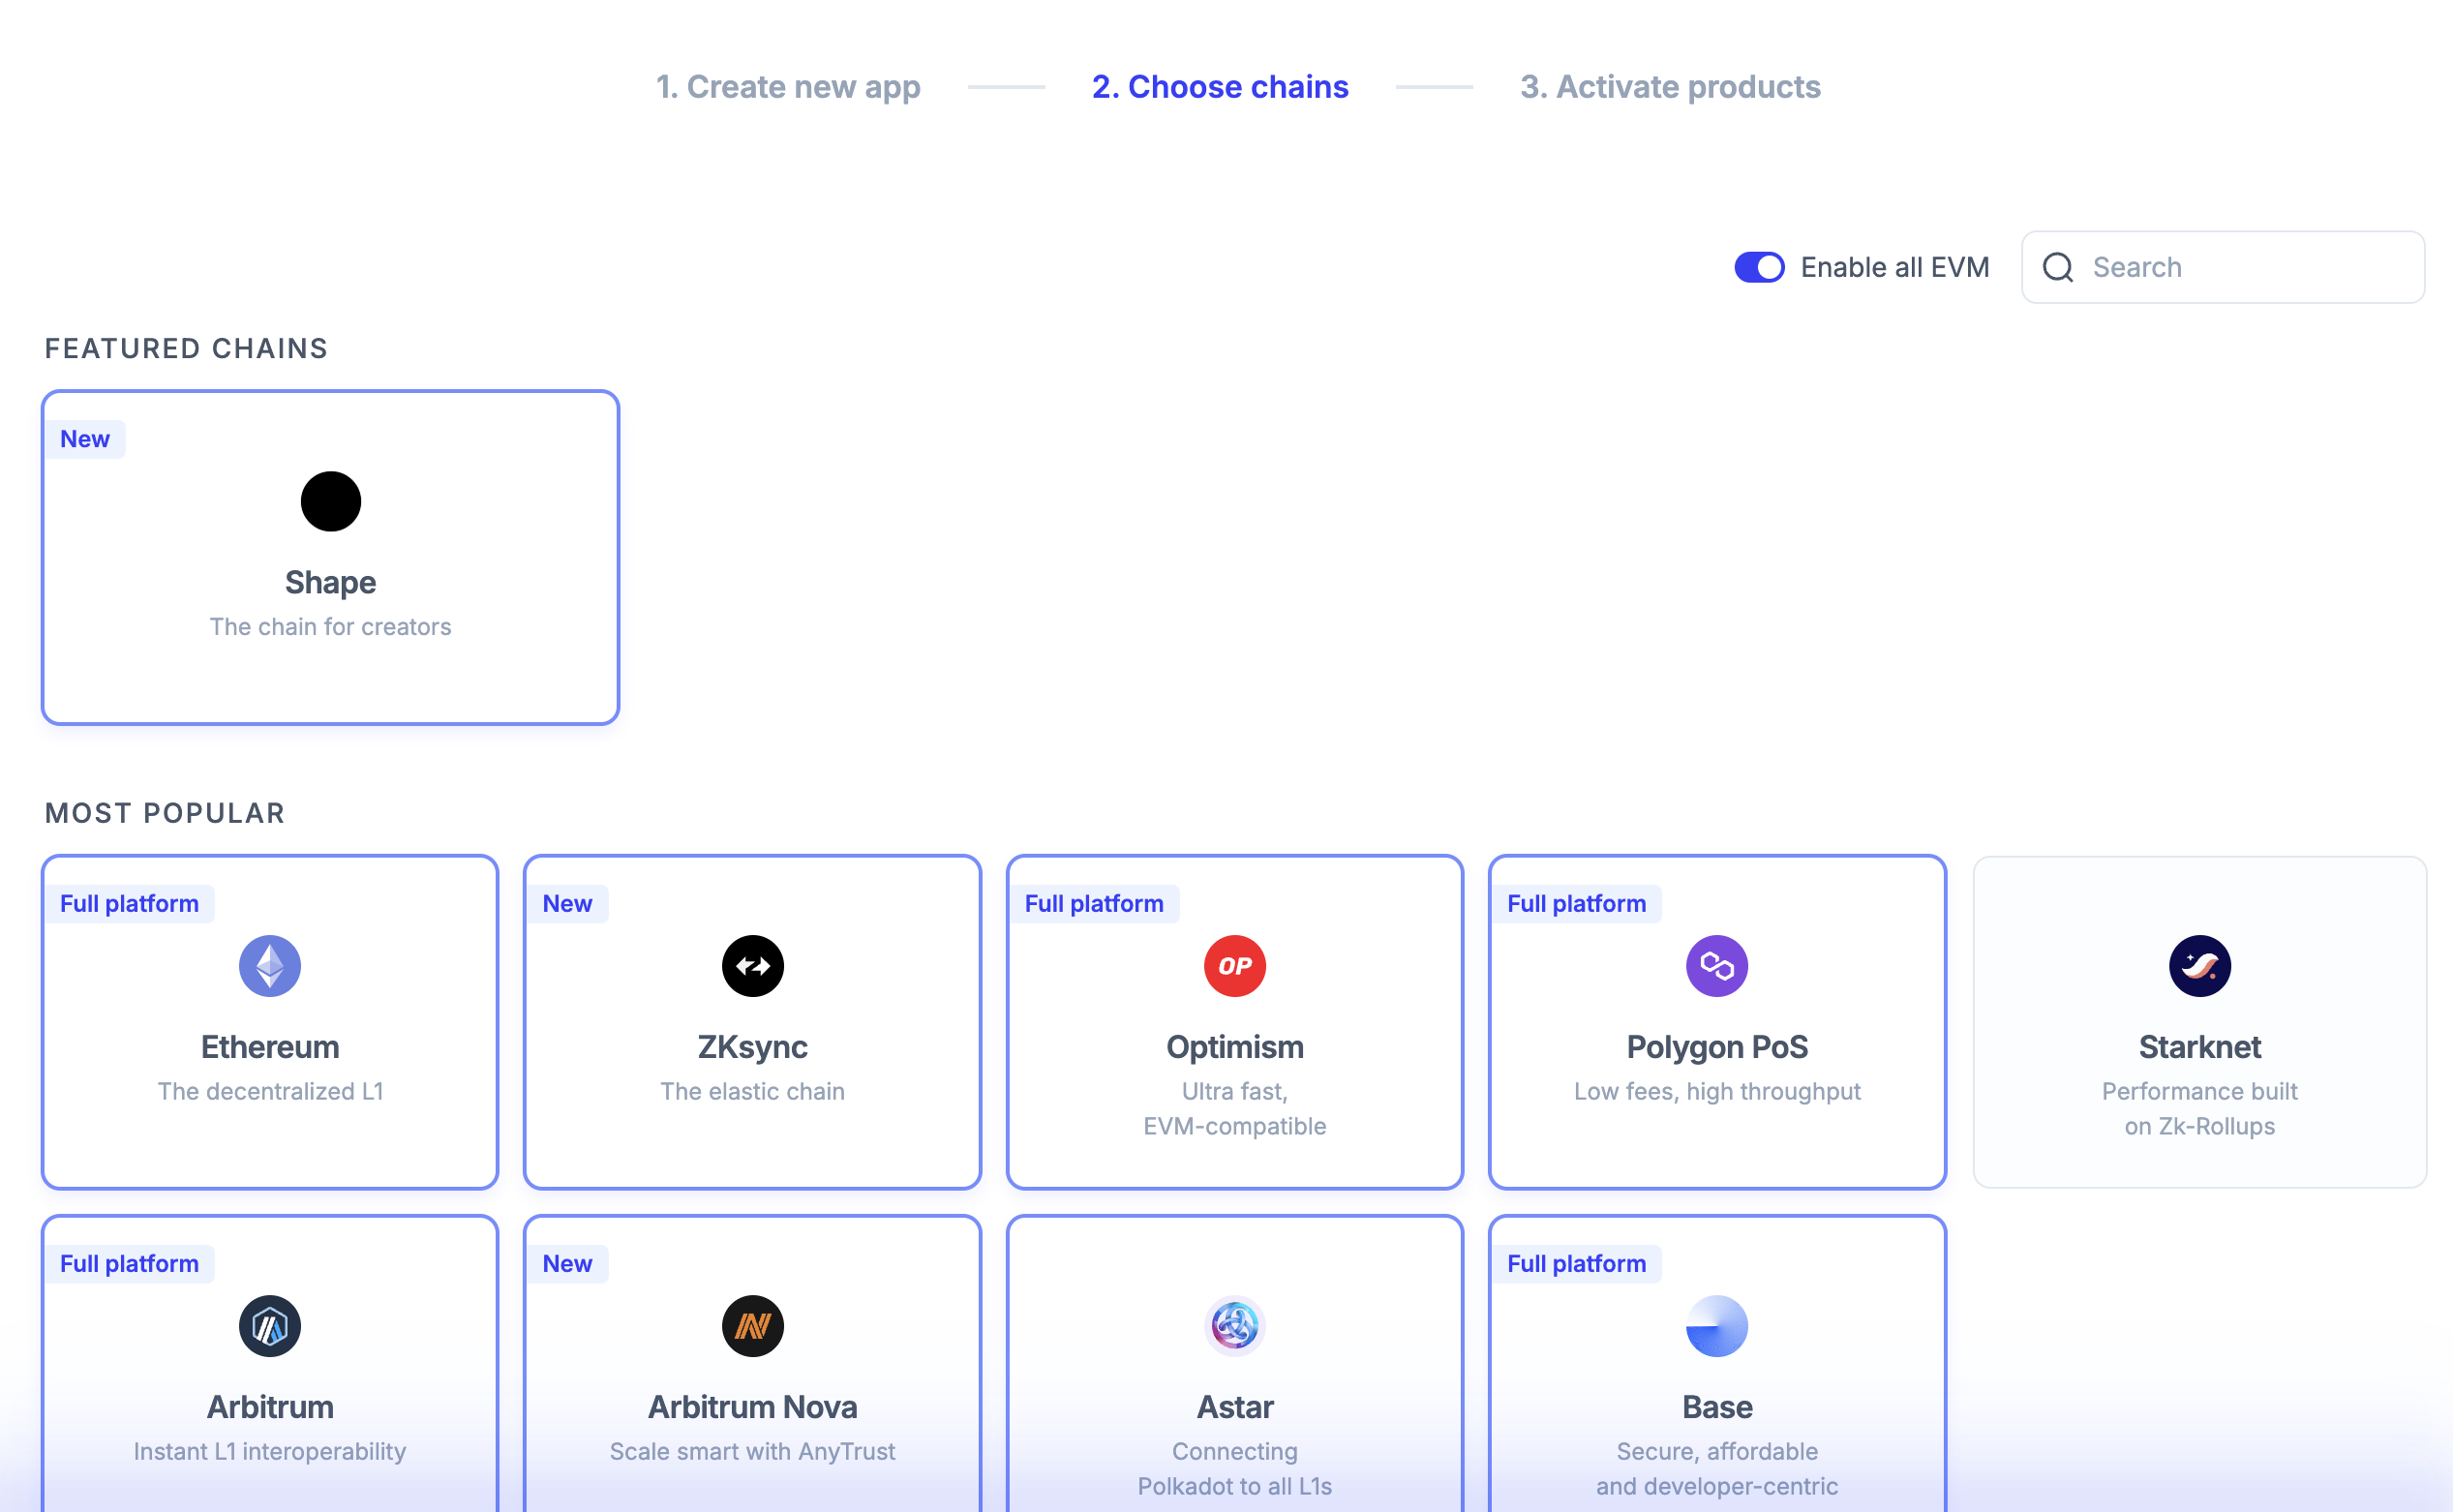 1. Create new app
2. Choose chains
3. Activate products
Enable all EVM
Search
FEATURED CHAINS
New
Shape
The chain for creators
MOST POPULAR
Full platform
Ethereum
The decentralized L1
New
ZKsync
The elastic chain
Full platform
OP
Optimism
Ultra fast,
EVM-compatible
Full platform
Polygon PoS
Low fees, high throughput
Starknet
Performance built
on Zk-Rollups
Full platform
Arbitrum
Instant L1 interoperability
New
Arbitrum Nova
Scale smart with AnyTrust
Astar
Connecting
Polkadot to all L1s
Full platform
Base
Secure, affordable
and developer-centric